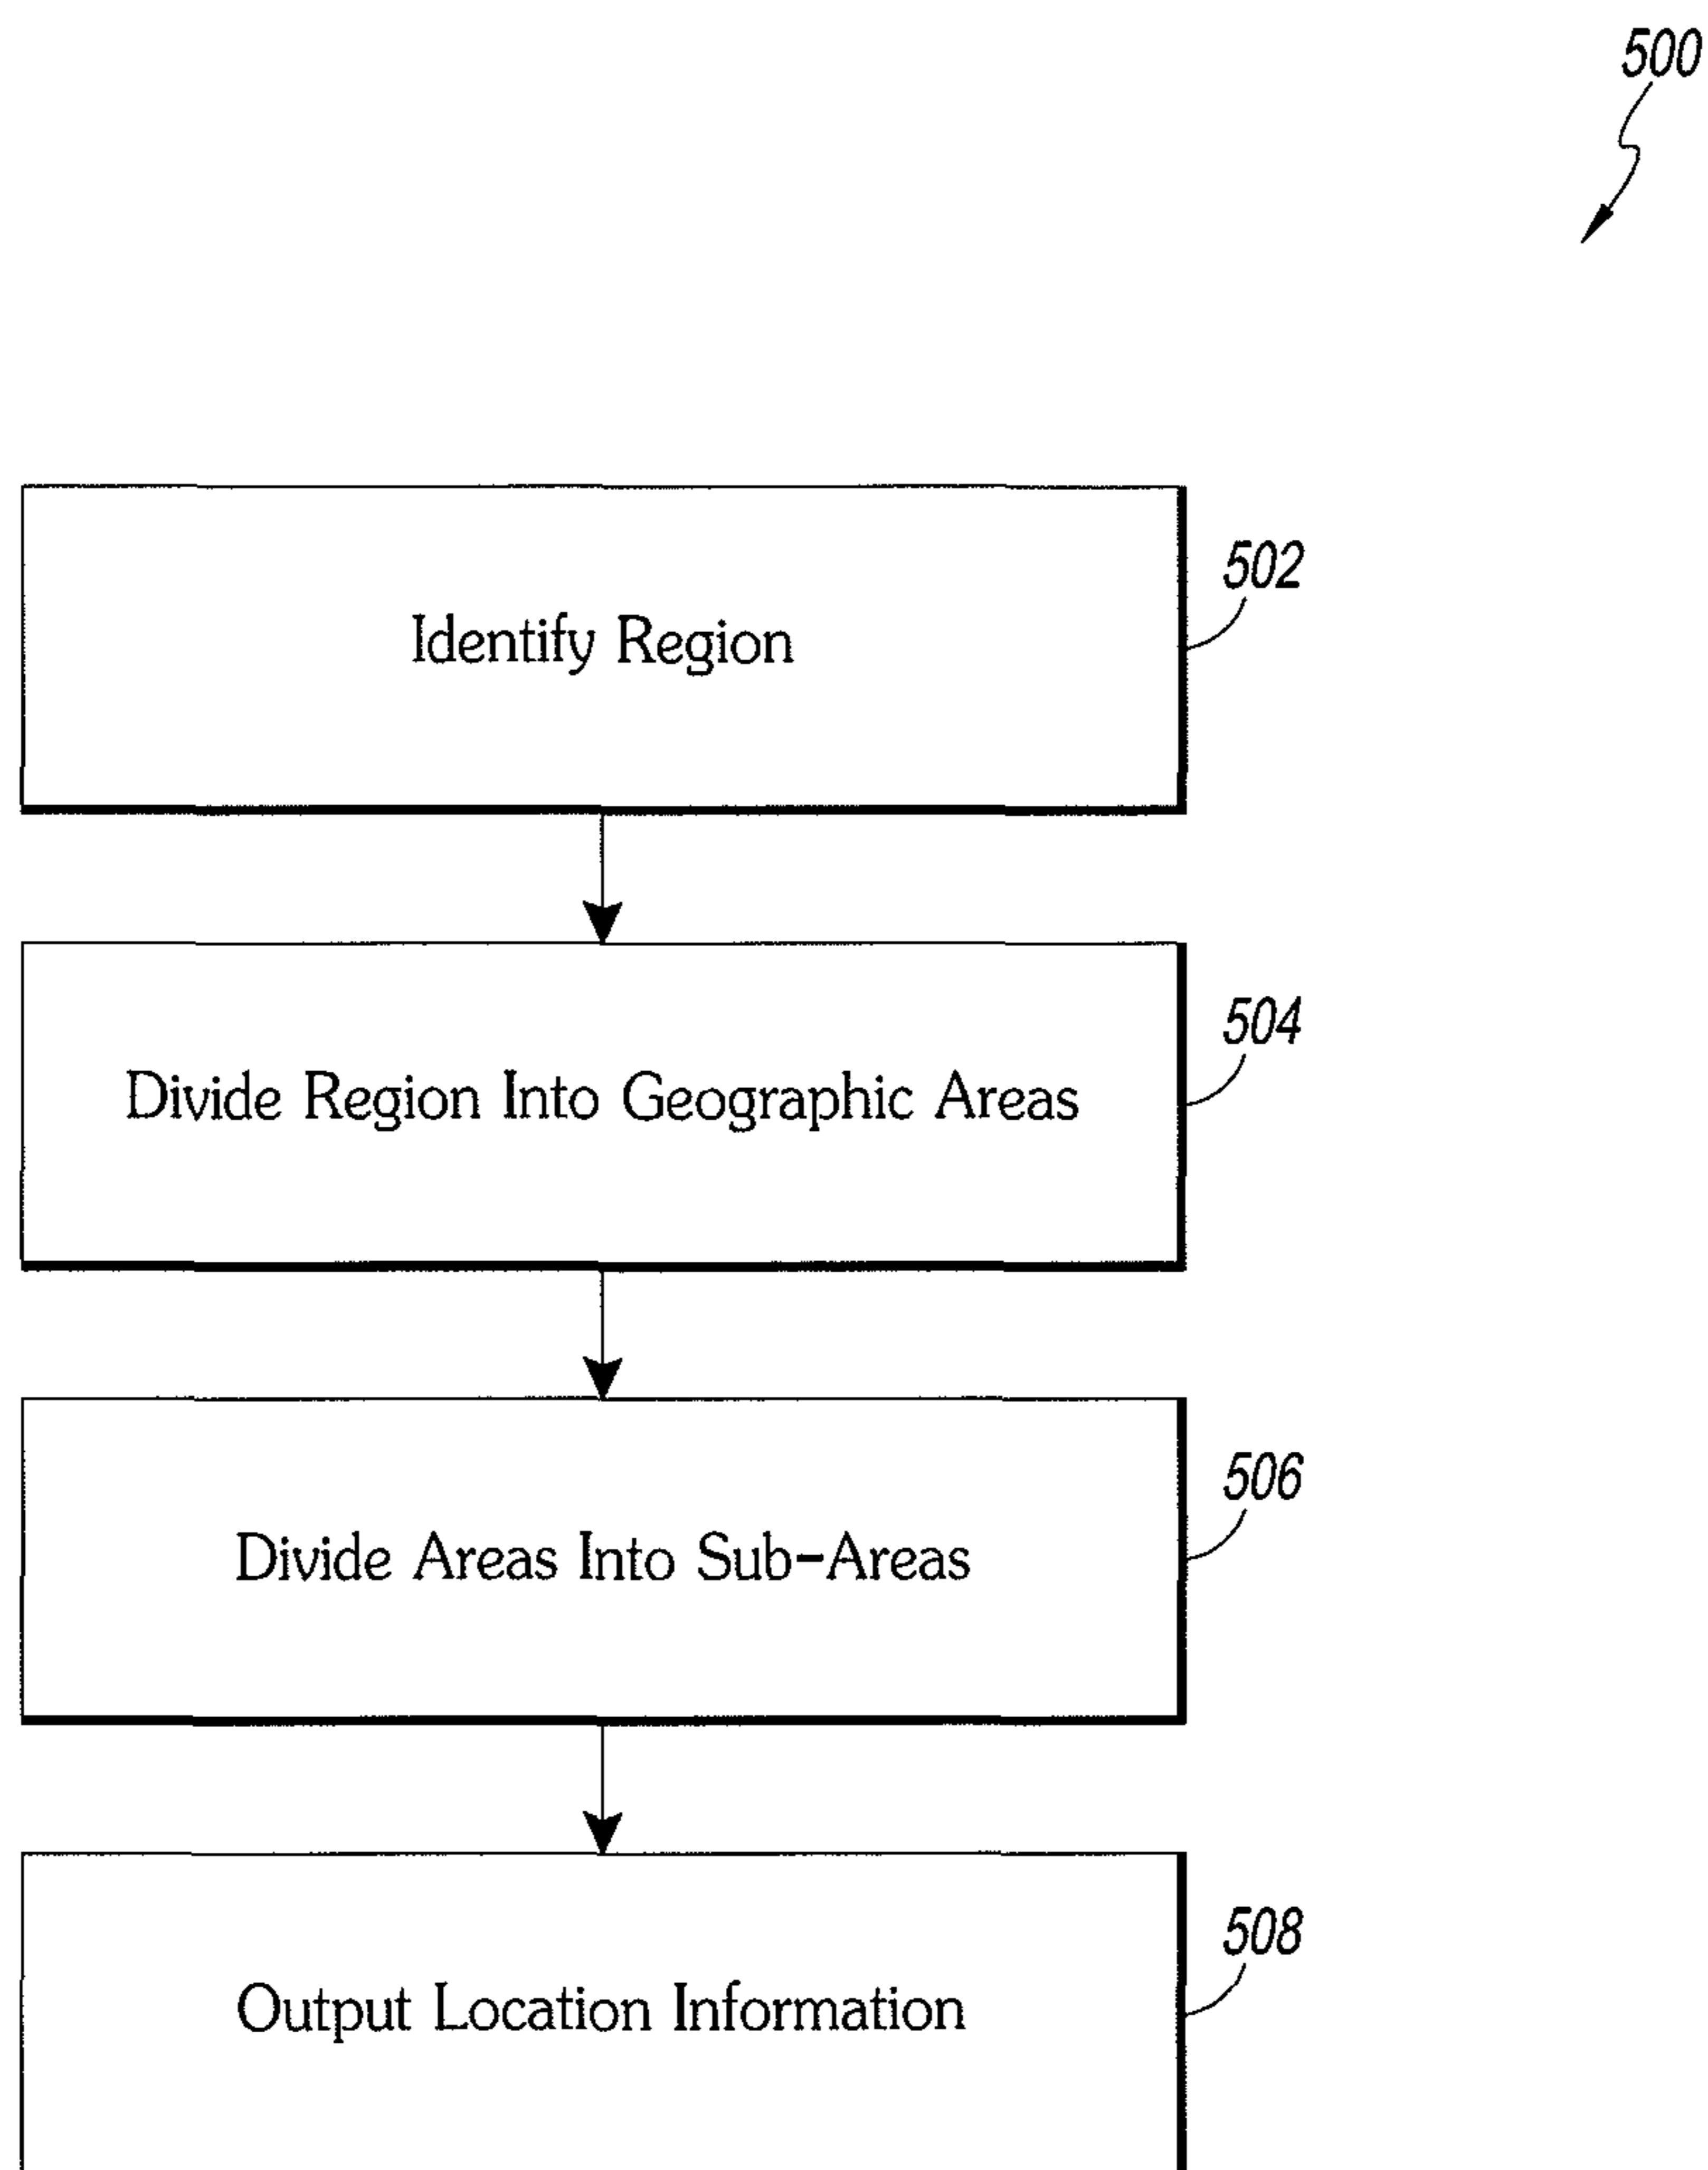 500
Identify Region
502
Divide Region Into Geographic Areas
504
Divide Areas Into Sub-Areas
506
Output Location Information
508